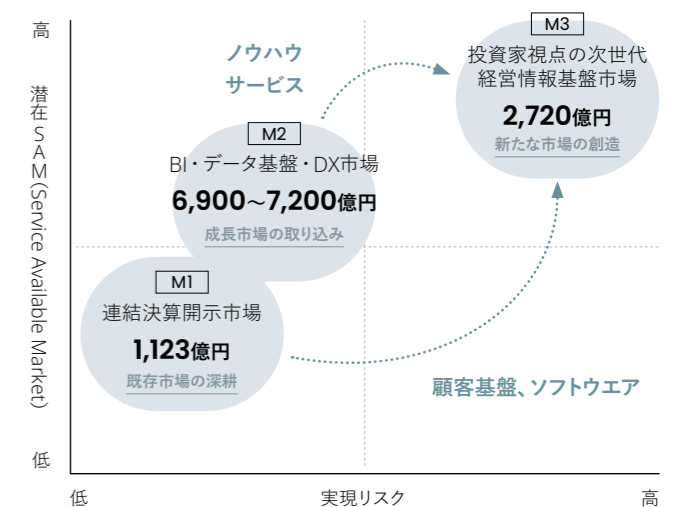 高
潜在SAM(Service Available Market)
低
低
実現リスク
高
ノウハウ
サービス
M3
投資家視点の次世代
経営情報基盤市場
2,720億円
新たな市場の創造
M2
BI・データ基盤・DX市場
6,900～7,200億円
成長市場の取り込み
M1
連結決算開示市場
1,123億円
既存市場の深耕
顧客基盤、ソフトウエア